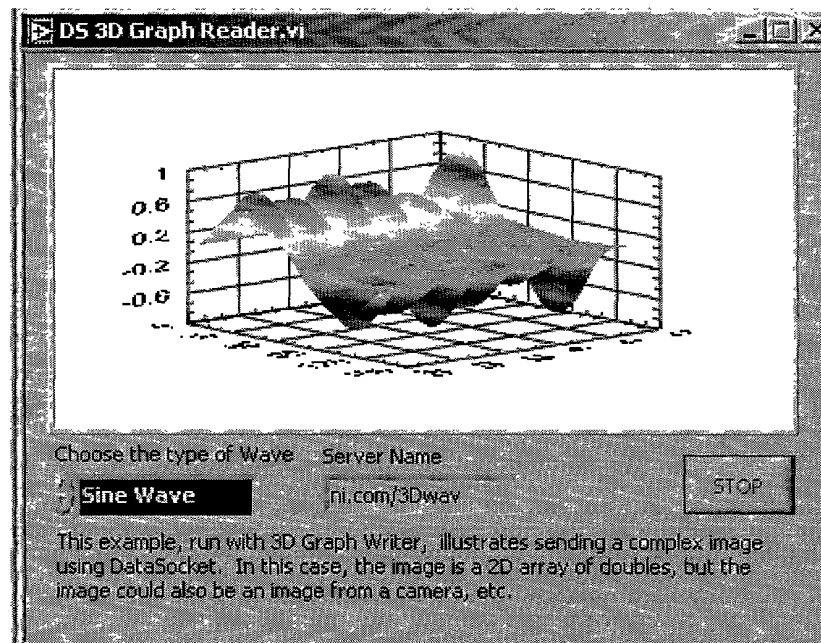 DS 3D Graph Reader.vi
1
0.6
0.2
-0.2
-0.6
Choose the type of Wave
Server Name
Sine Wave
ni.com/3Dwav
STOP
This example, run with 3D Graph Writer, illustrates sending a complex image
using DataSocket. In this case, the image is a 2D array of doubles, but the
image could also be an image from a camera, etc.